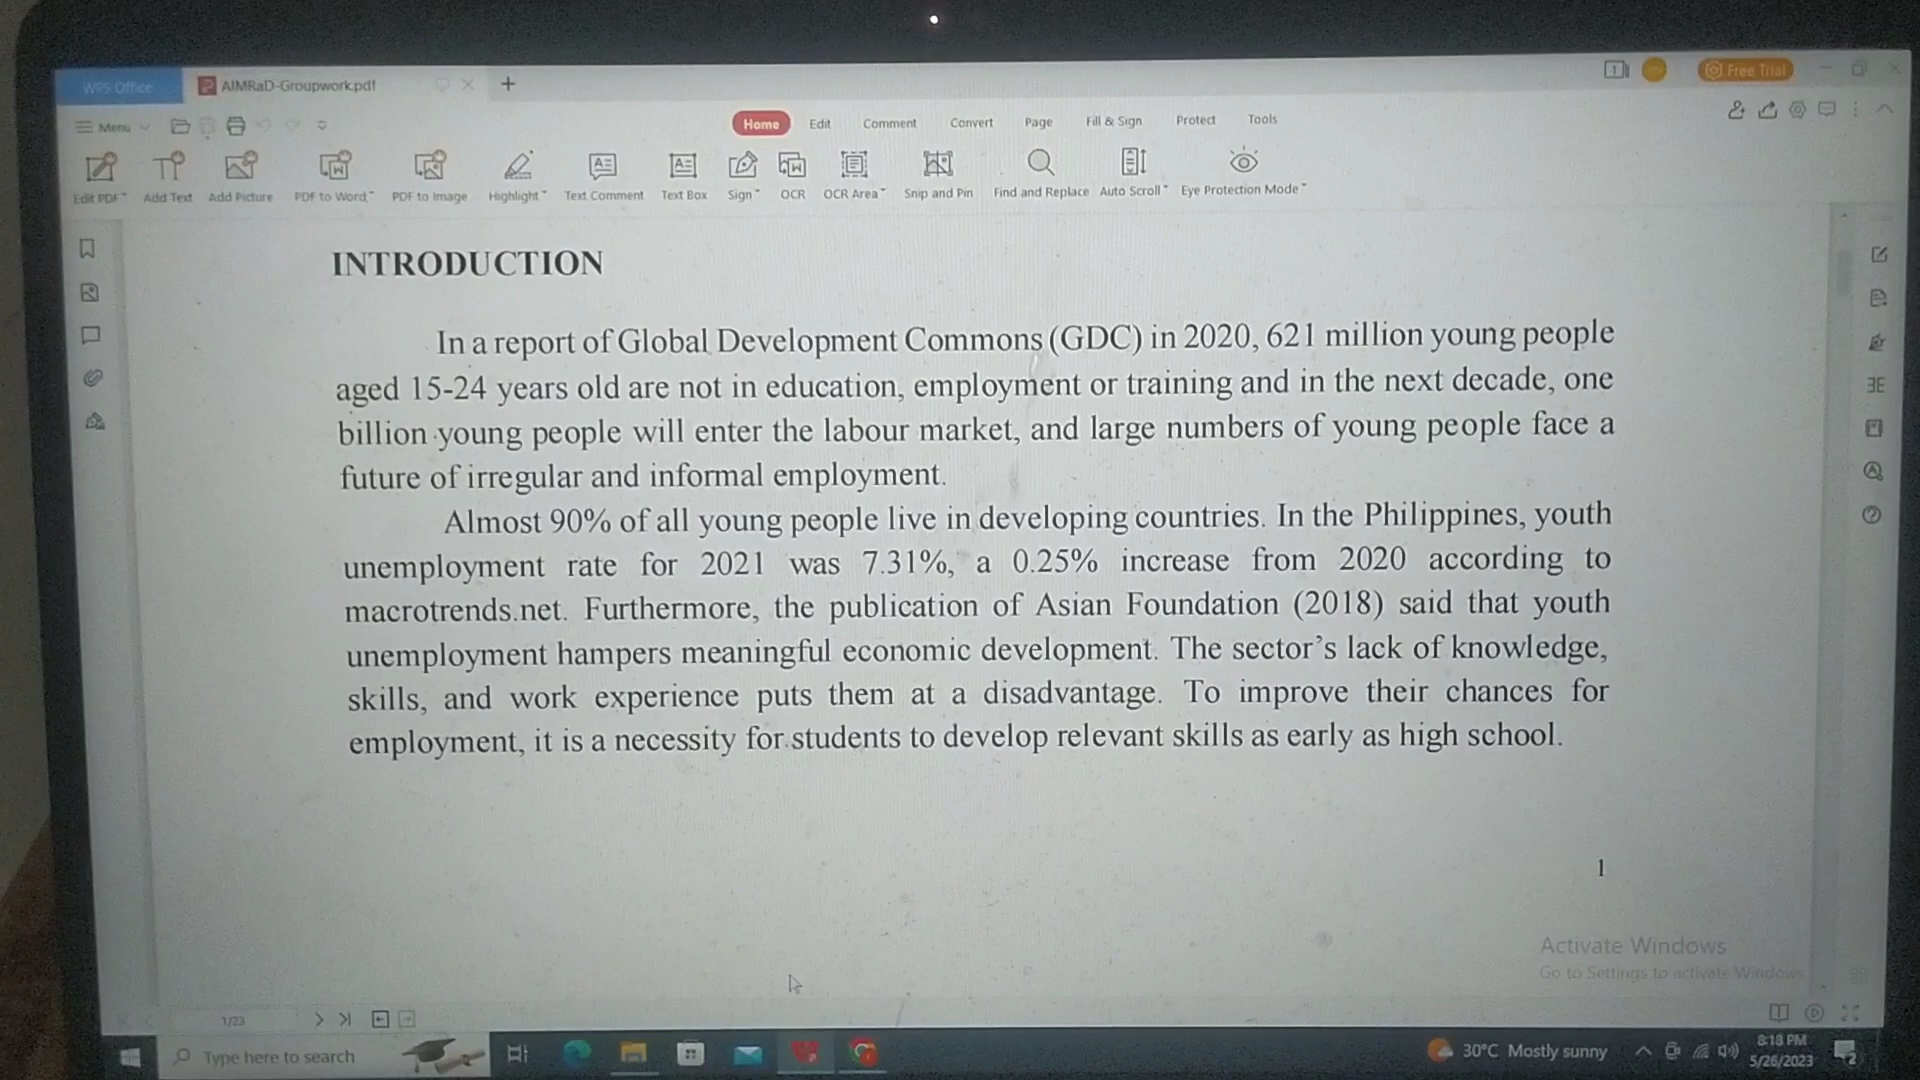 WPS Office
AIMRaD-Groupwork.pdf
1
Free Trial
Menu
Home
Edit
Comment
Convert
Page
Fill & Sign
Protect
Tools
Edit PDF
Add Text
Add Picture
PDF to Word
PDF to Image
Highlight
Text Comment
Text Box
Sign
OCR
OCR Area
Snip and Pin
Find and Replace
Auto Scroll
Eye Protection Mode
INTRODUCTION
In a report of Global Development Commons (GDC) in 2020, 621 million young people
aged 15-24 years old are not in education, employment or training and in the next decade, one
billion young people will enter the labour market, and large numbers of young people face a
future of irregular and informal employment.
Almost 90% of all young people live in developing countries. In the Philippines, youth
unemployment rate for 2021 was 7.31%, a 0.25% increase from 2020 according to
macrotrends.net. Furthermore, the publication of Asian Foundation (2018) said that youth
unemployment hampers meaningful economic development. The sector's lack of knowledge,
skills, and work experience puts them at a disadvantage. To improve their chances for
employment, it is a necessity for students to develop relevant skills as early as high school.
1
Activate Windows
Go to Settings to activate Windows.
1/23
Type here to search
30°C Mostly sunny
8:18 PM
5/26/2023
2